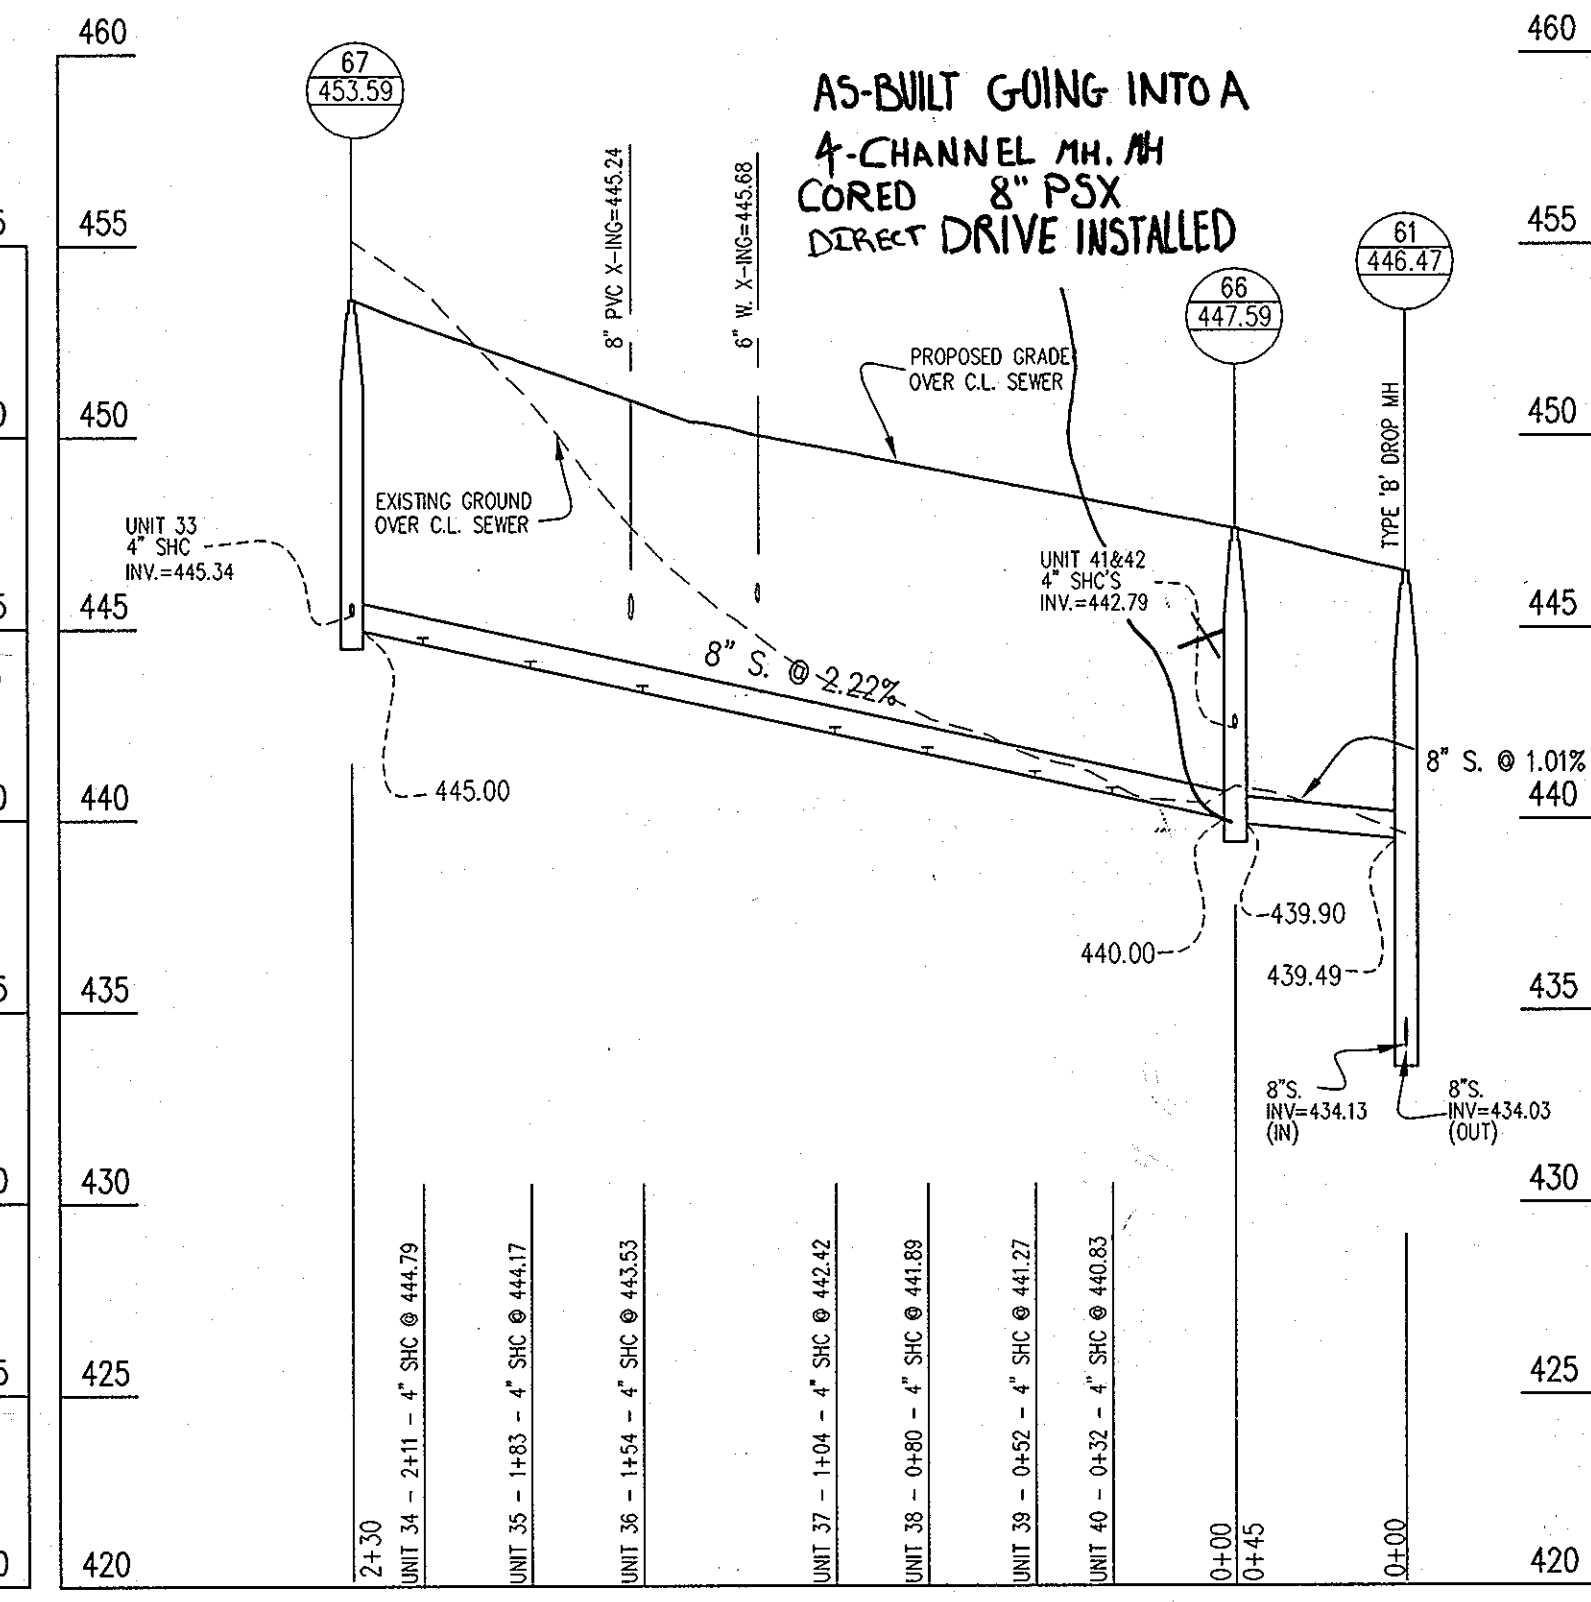 460
455
450
445
440
435
430
425
420
67
453.59
AS-BUILT GOING INTO A
4-CHANNEL MH. MH
CORED 8" PSX
DIRECT DRIVE INSTALLED
460
455
450
445
440
435
430
425
420
61
446.47
66
447.59
8" PVC X-ING=445.24
6" W. X-ING=445.68
PROPOSED GRADE
OVER C.L. SEWER
TYPE 'B' DROP MH
EXISTING GROUND
OVER C.L. SEWER
UNIT 33
4" SHC
INV.=445.34
UNIT 41&42
4" SHC'S
INV.=442.79
8" S. @ 2.22%
8" S. @ 1.01%
445.00
440.00
439.90
439.49
8"S.
INV=434.13
(IN)
8"S.
INV=434.03
(OUT)
2+30
UNIT 34 - 2+11 - 4" SHC @ 444.79
UNIT 35 - 1+83 - 4" SHC @ 444.17
UNIT 36 - 1+54 - 4" SHC @ 443.53
UNIT 37 - 1+04 - 4" SHC @ 442.42
UNIT 38 - 0+80 - 4" SHC @ 441.89
UNIT 39 - 0+52 - 4" SHC @ 441.27
UNIT 40 - 0+32 - 4" SHC @ 440.83
0+00
0+45
0+00